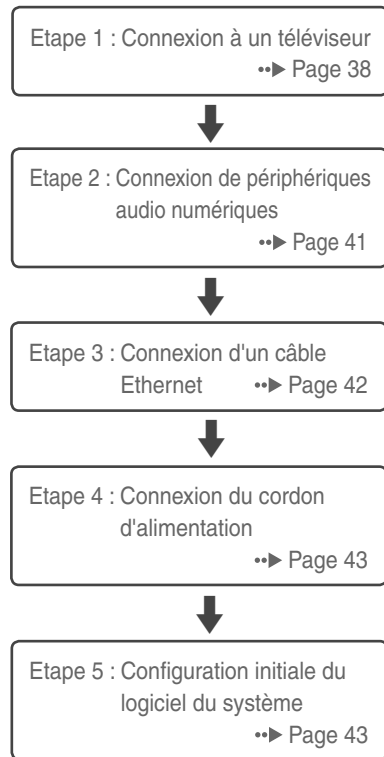 Etape 1 : Connexion à un téléviseur
••▶ Page 38
Etape 2 : Connexion de périphériques
audio numériques
••▶ Page 41
Etape 3 : Connexion d'un câble
Ethernet ••▶ Page 42
Etape 4 : Connexion du cordon
d'alimentation
••▶ Page 43
Etape 5 : Configuration initiale du
logiciel du système
••▶ Page 43